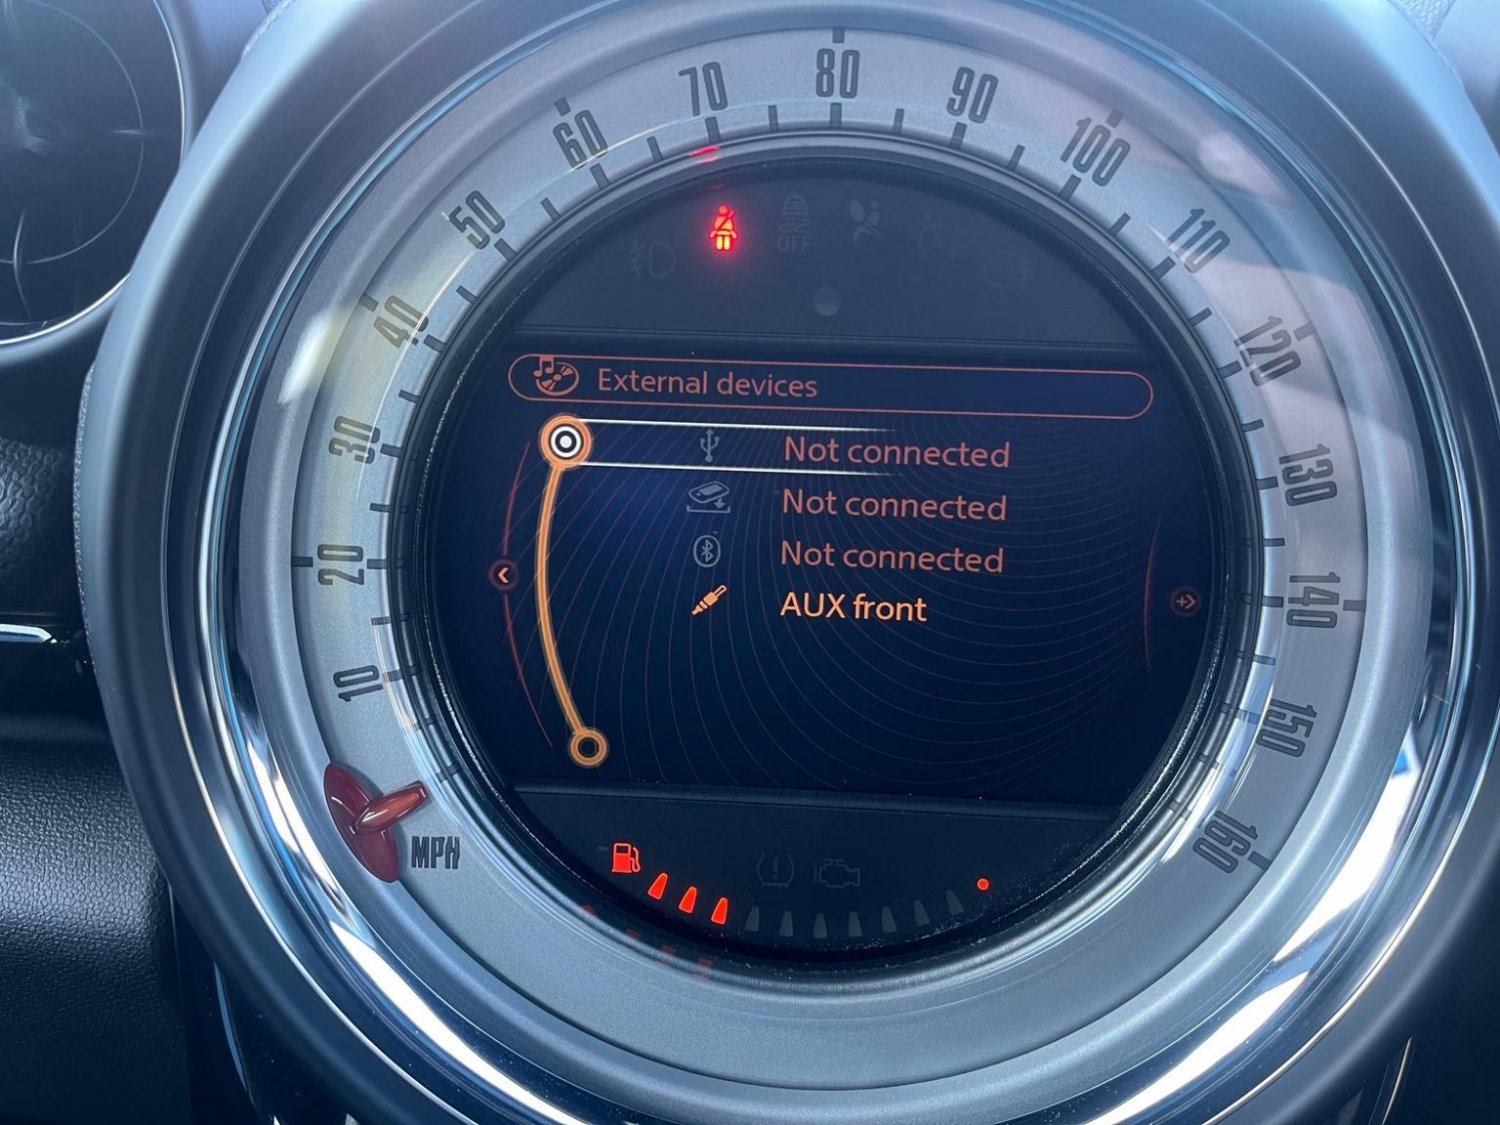 80
70
90
60
100
50
110
40
120
30
130
20
140
10
150
160
MPH
OFF
External devices
Not connected
Not connected
Not connected
AUX front